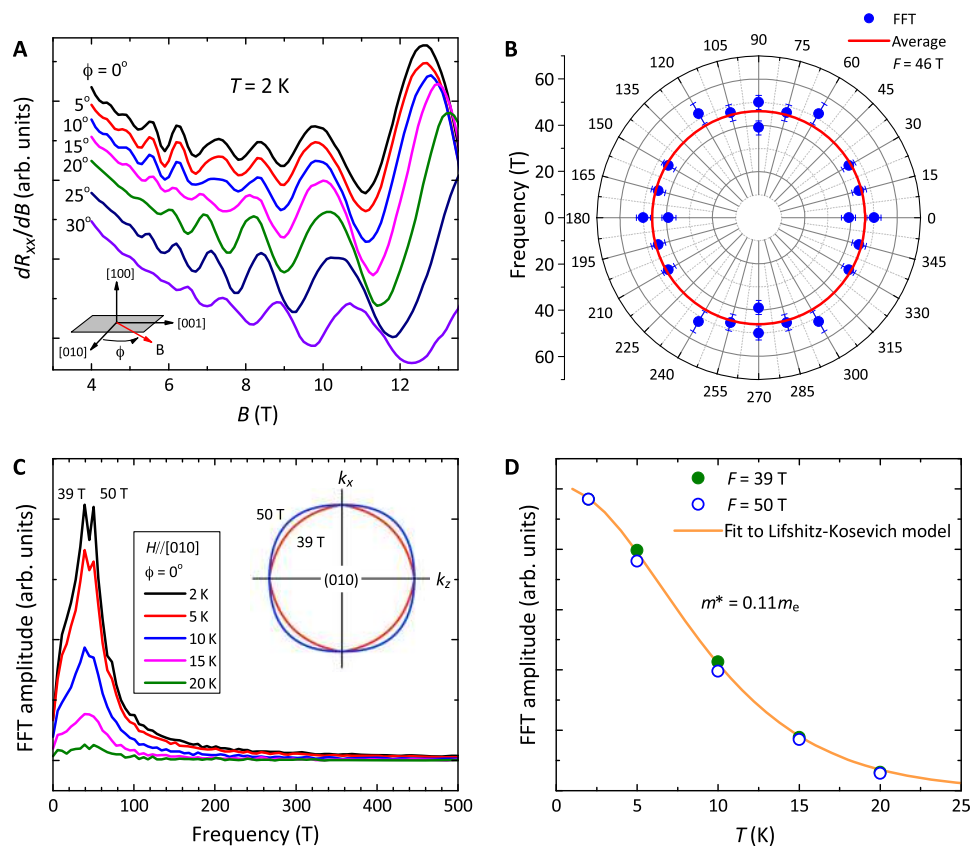 A
ϕ = 0°
5°
10°
15°
20°
25°
30°
T = 2 K
dRxx/dB (arb. units)
[100]
[001]
[010]
ϕ
B
4 6 8 10 12
B (T)
B
FFT
Average
F = 46 T
Frequency (T)
60
40
20
0
20
40
60
0
15
30
45
60
75
90
105
120
135
150
165
180
195
210
225
240
255
270
285
300
315
330
345
C
39 T 50 T
H//[010]
ϕ = 0°
2 K
5 K
10 K
15 K
20 K
kx
50 T
39 T
(010)
kz
FFT amplitude (arb. units)
0 100 200 300 400 500
Frequency (T)
D
F = 39 T
F = 50 T
Fit to Lifshitz-Kosevich model
m* = 0.11me
FFT amplitude (arb. units)
0 5 10 15 20 25
T (K)